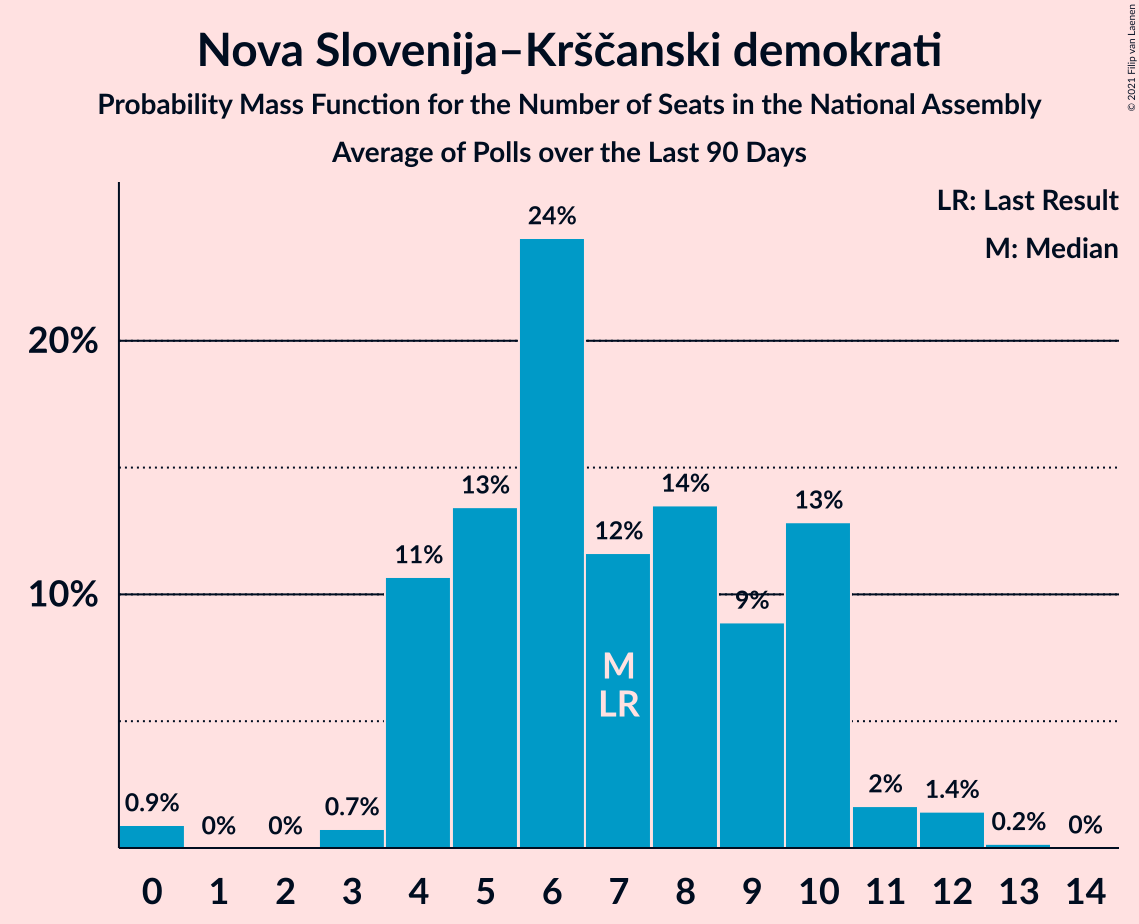 Nova Slovenija–Krščanski demokrati
Probability Mass Function for the Number of Seats in the National Assembly
Average of Polls over the Last 90 Days
© 2021 Filip van Laenen
LR: Last Result
M: Median
20%
10%
0.9%
0%
0%
0.7%
11%
13%
24%
12%
14%
9%
13%
2%
1.4%
0.2%
0%
M
LR
0 1 2 3 4 5 6 7 8 9 10 11 12 13 14